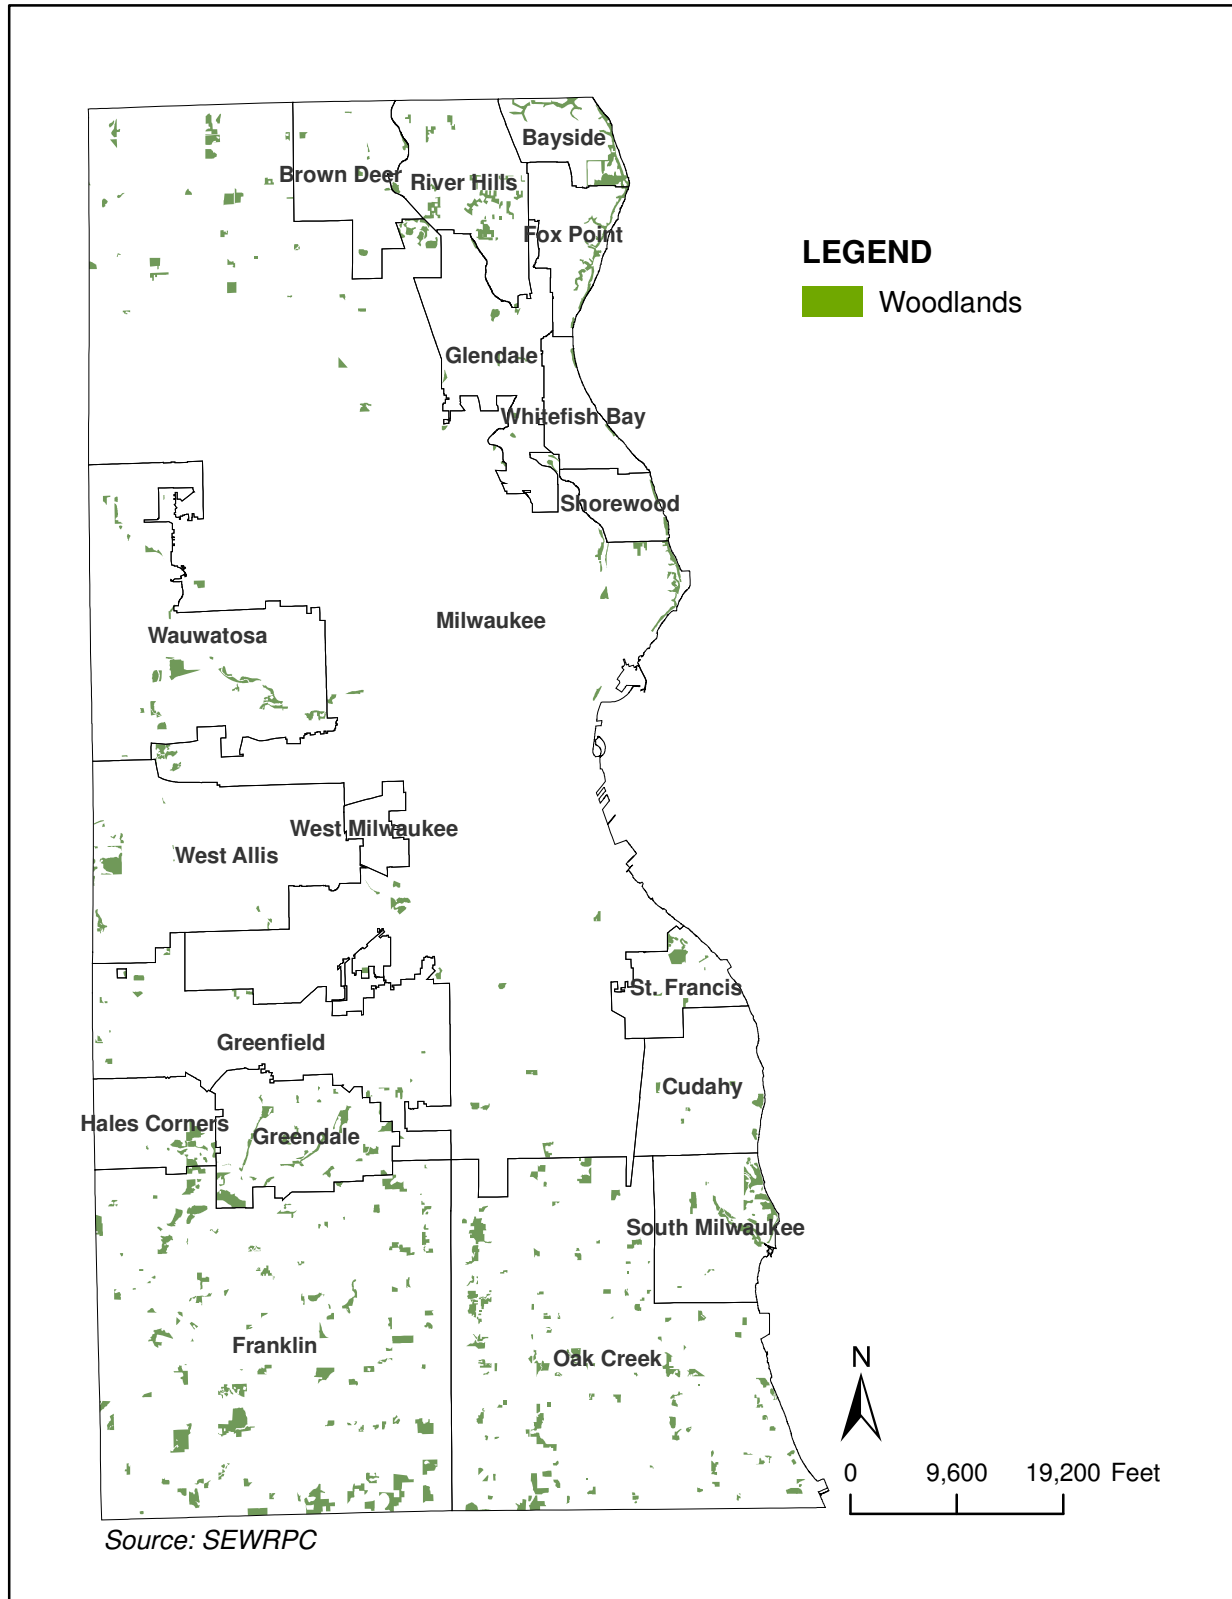 Bayside
Brown Deer
River Hills
Fox Point
LEGEND
Woodlands
Glendale
Whitefish Bay
Shorewood
Milwaukee
Wauwatosa
West Milwaukee
West Allis
St. Francis
Greenfield
Cudahy
Hales Corners
Greendale
South Milwaukee
Franklin
Oak Creek
N
0 9,600 19,200 Feet
Source: SEWRPC